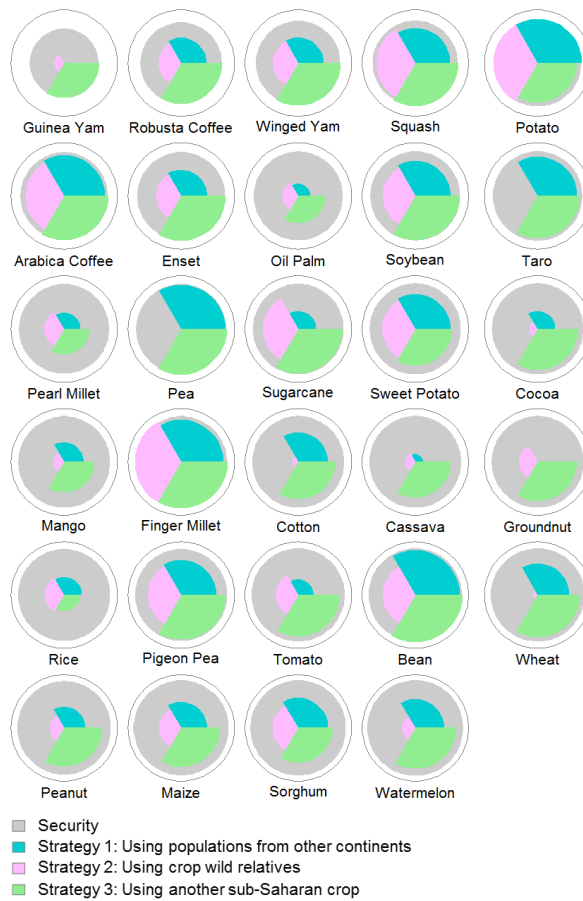 Guinea Yam
Robusta Coffee
Winged Yam
Squash
Potato
Arabica Coffee
Enset
Oil Palm
Soybean
Taro
Pearl Millet
Pea
Sugarcane
Sweet Potato
Cocoa
Mango
Finger Millet
Cotton
Cassava
Groundnut
Rice
Pigeon Pea
Tomato
Bean
Wheat
Peanut
Maize
Sorghum
Watermelon
Security
Strategy 1: Using populations from other continents
Strategy 2: Using crop wild relatives
Strategy 3: Using another sub-Saharan crop